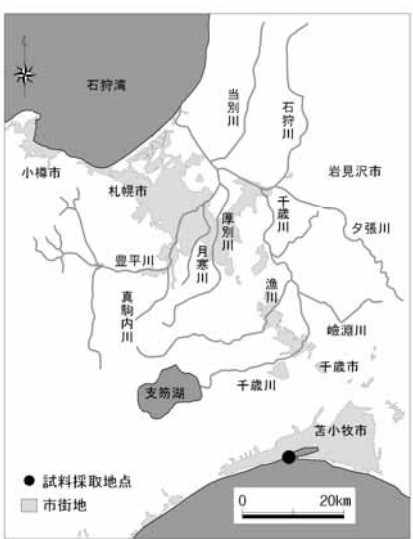 石狩湾
当別川
石狩川
小樽市
札幌市
岩見沢市
千歳川
夕張川
厚別川
月寒川
豊平川
真駒内川
漁川
嶮淵川
千歳市
支笏湖
千歳川
苫小牧市
試料採取地点
市街地
0 20km